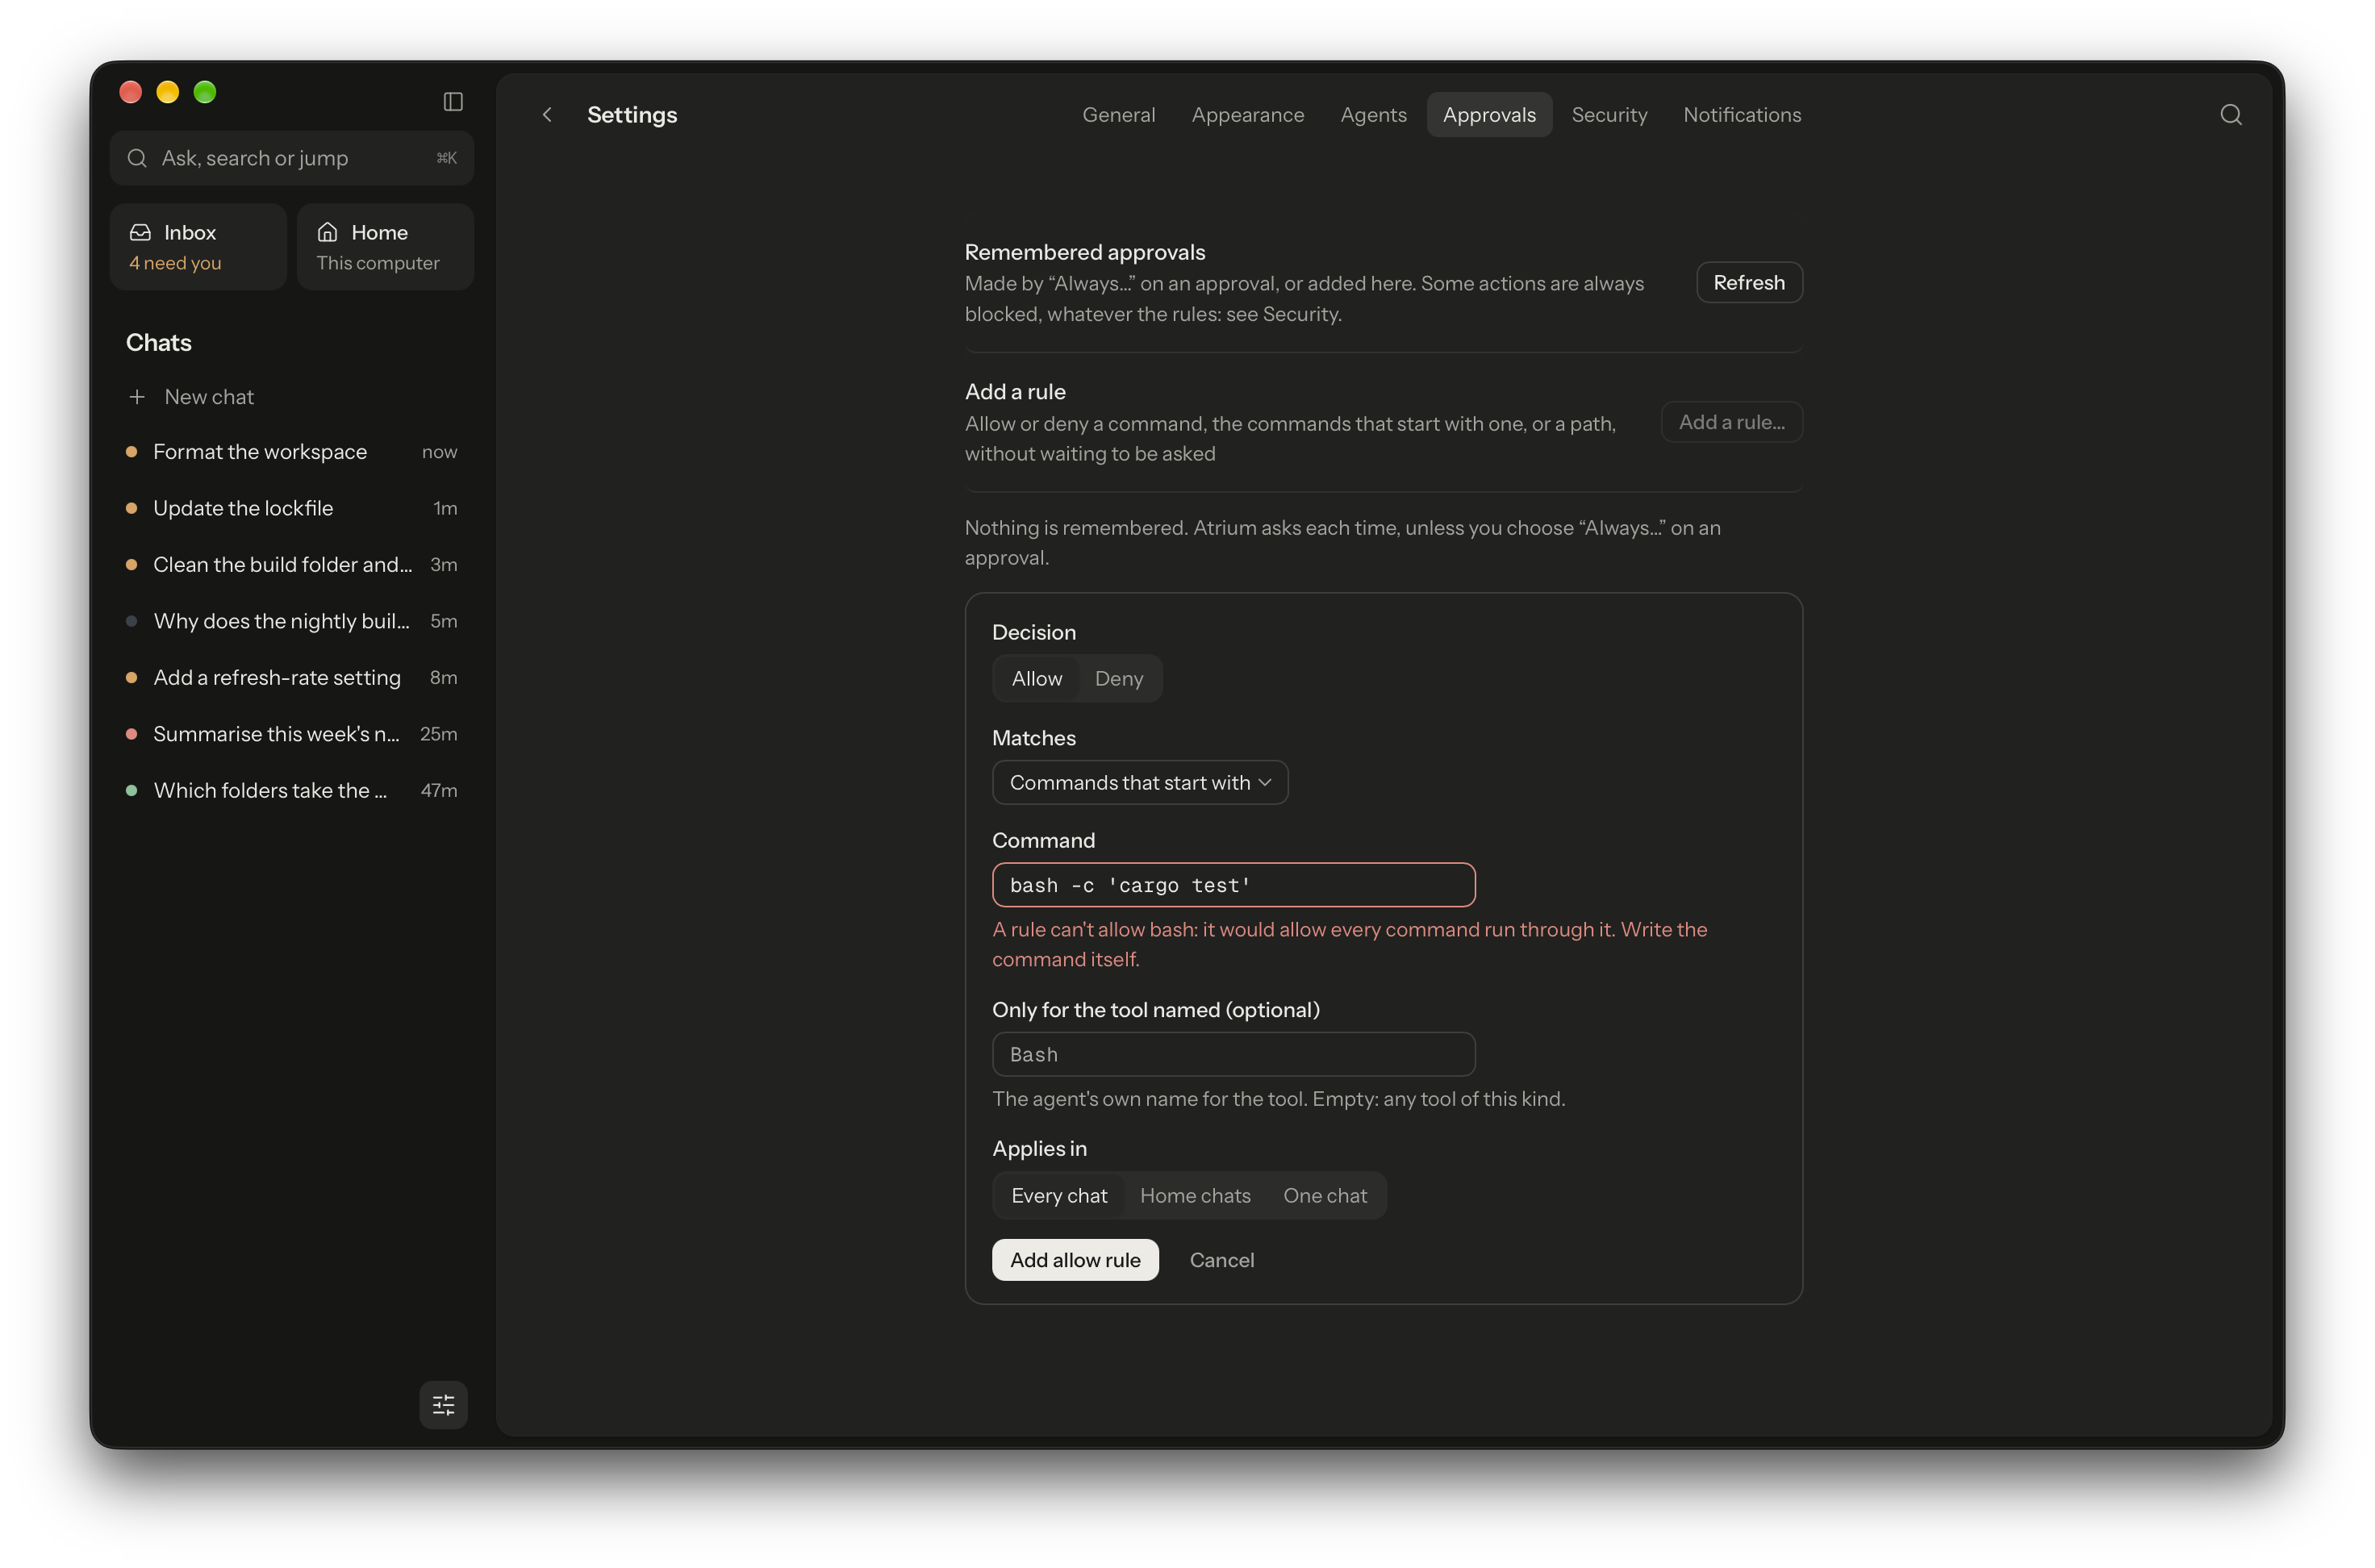 Ask, search or jump ⌘K
Inbox
4 need you
Home
This computer
Chats
New chat
Format the workspace now
Update the lockfile 1m
Clean the build folder and... 3m
Why does the nightly buil... 5m
Add a refresh-rate setting 8m
Summarise this week's n... 25m
Which folders take the ... 47m
Settings
General Appearance Agents Approvals Security Notifications
Remembered approvals
Made by “Always…” on an approval, or added here. Some actions are always
blocked, whatever the rules: see Security.
Refresh
Add a rule
Allow or deny a command, the commands that start with one, or a path,
without waiting to be asked
Add a rule…
Nothing is remembered. Atrium asks each time, unless you choose “Always…” on an
approval.
Decision
Allow Deny
Matches
Commands that start with
Command
bash -c 'cargo test'
A rule can't allow bash: it would allow every command run through it. Write the
command itself.
Only for the tool named (optional)
Bash
The agent's own name for the tool. Empty: any tool of this kind.
Applies in
Every chat Home chats One chat
Add allow rule Cancel